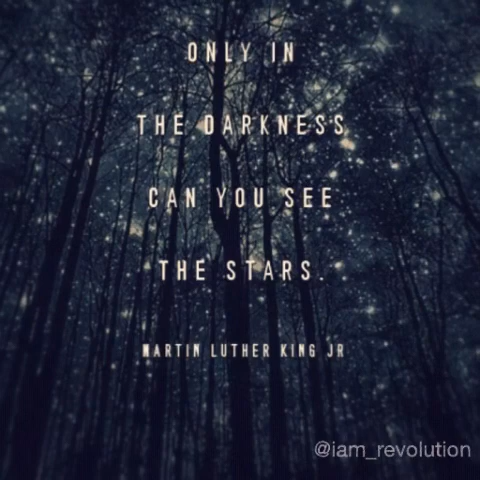 ONLY IN
THE DARKNESS
CAN YOU SEE
THE STARS.
MARTIN LUTHER KING JR
@iam_revolution